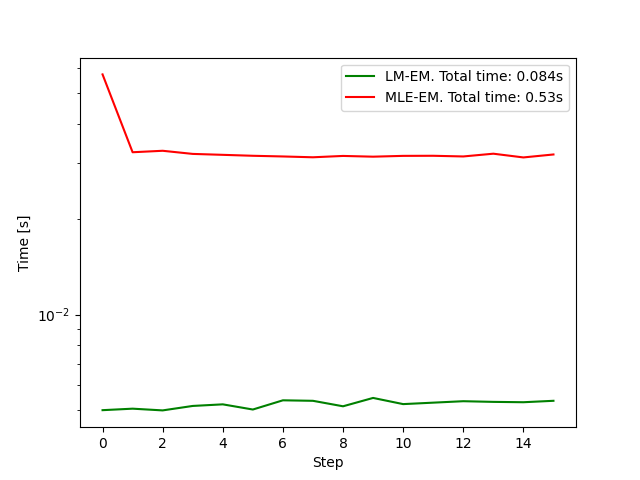 LM-EM. Total time: 0.084s
MLE-EM. Total time: 0.53s
Time [s]
10⁻²
0 2 4 6 8 10 12 14
Step